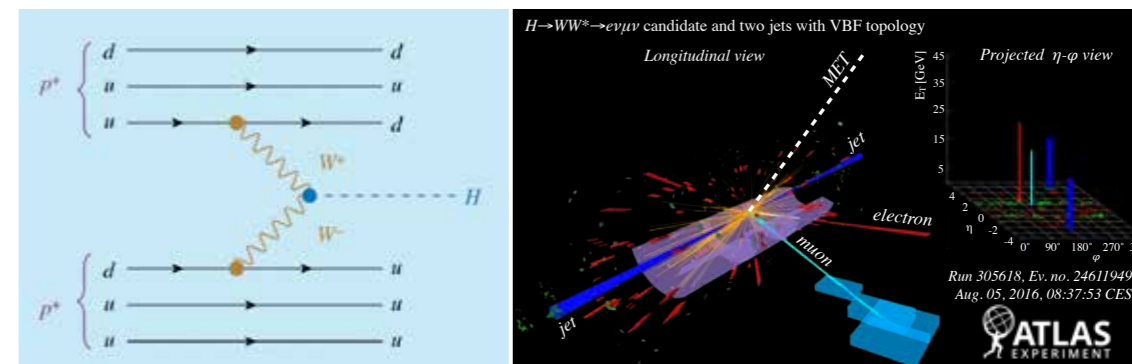 d d
p⁺ u u
u d
W⁺
H
W⁻
d u
p⁺ u u
u u
H→WW*→eνμν candidate and two jets with VBF topology
Longitudinal view
MET
jet
electron
muon
jet
Projected η-φ view
E_T [GeV]
45
35
25
15
5
4
2
0
-2
-4
η
0° 90° 180° 270°
φ
Run 305618, Ev. no. 24611949
Aug. 05, 2016, 08:37:53 CES
ATLAS
EXPERIMENT